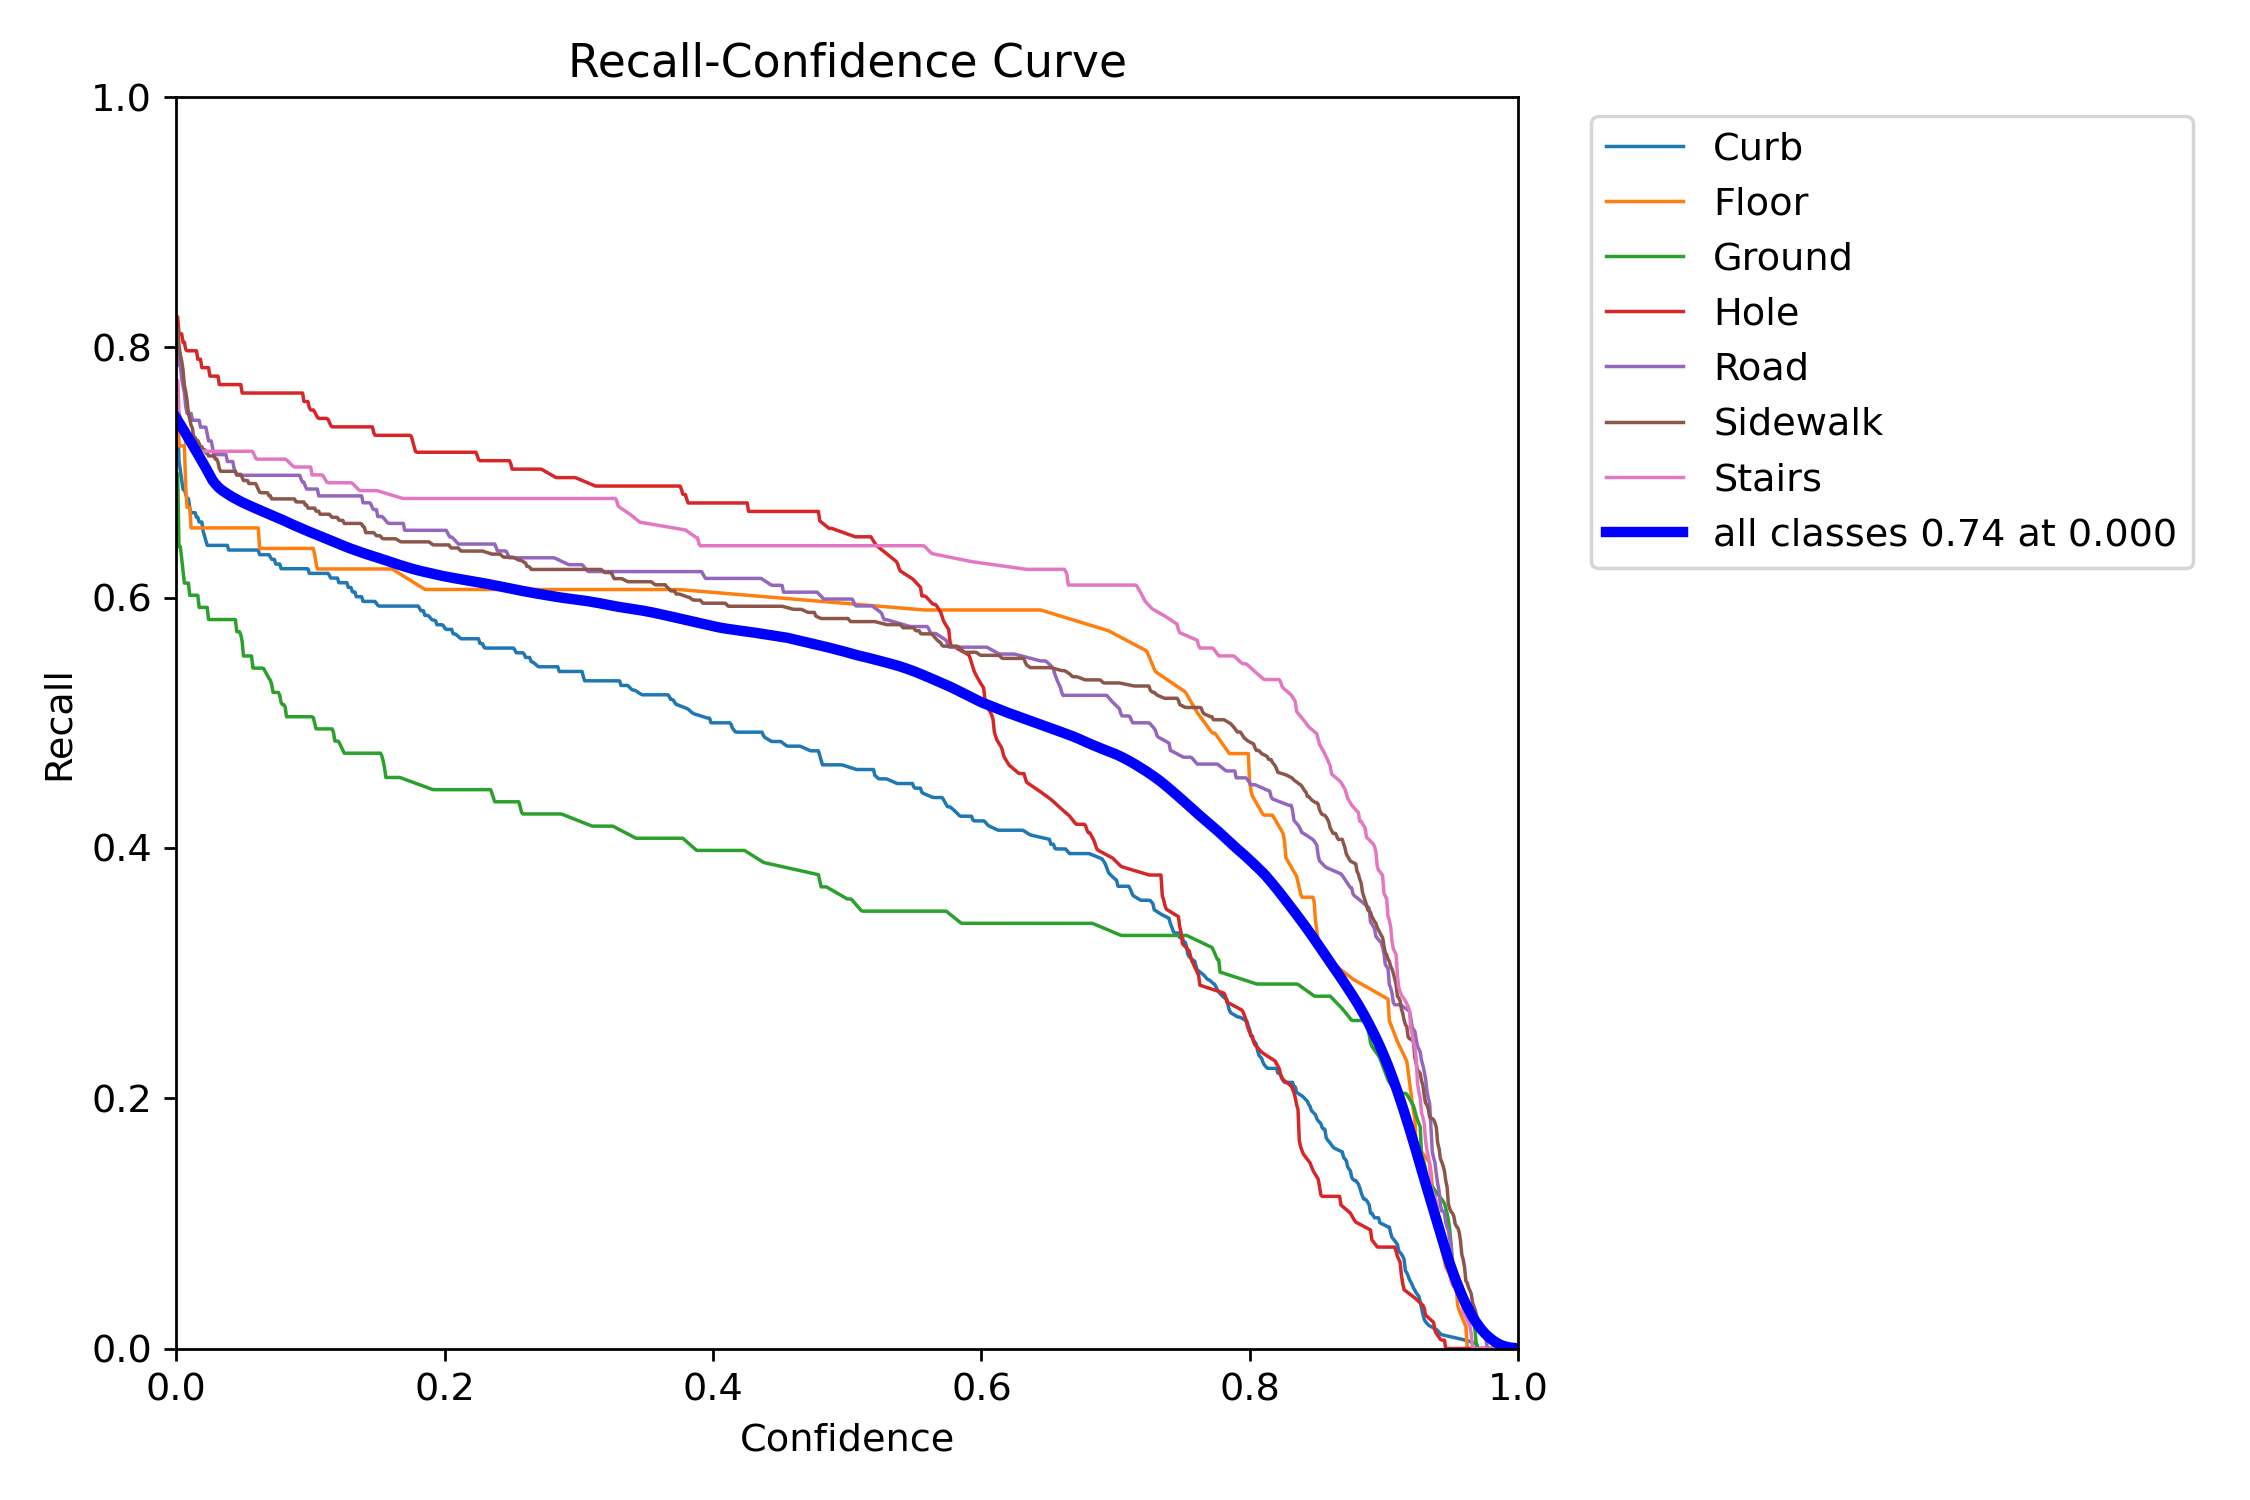 Recall-Confidence Curve
1.0
0.8
0.6
0.4
0.2
0.0
Recall
0.0 0.2 0.4 0.6 0.8 1.0
Confidence
Curb
Floor
Ground
Hole
Road
Sidewalk
Stairs
all classes 0.74 at 0.000